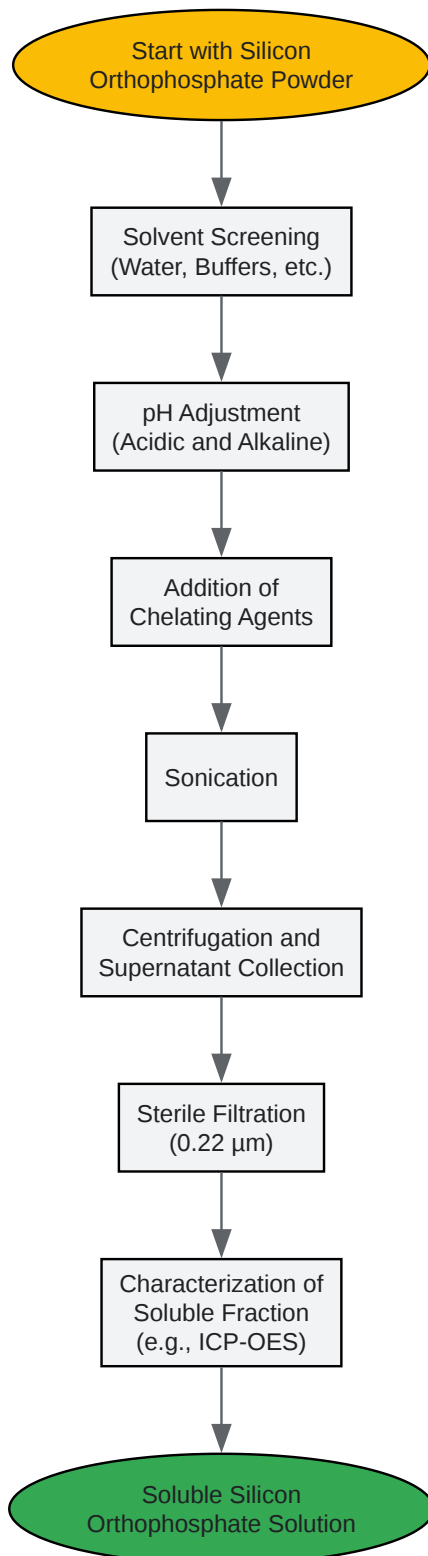 Start with Silicon
Orthophosphate Powder
Solvent Screening
(Water, Buffers, etc.)
pH Adjustment
(Acidic and Alkaline)
Addition of
Chelating Agents
Sonication
Centrifugation and
Supernatant Collection
Sterile Filtration
(0.22 µm)
Characterization of
Soluble Fraction
(e.g., ICP-OES)
Soluble Silicon
Orthophosphate Solution